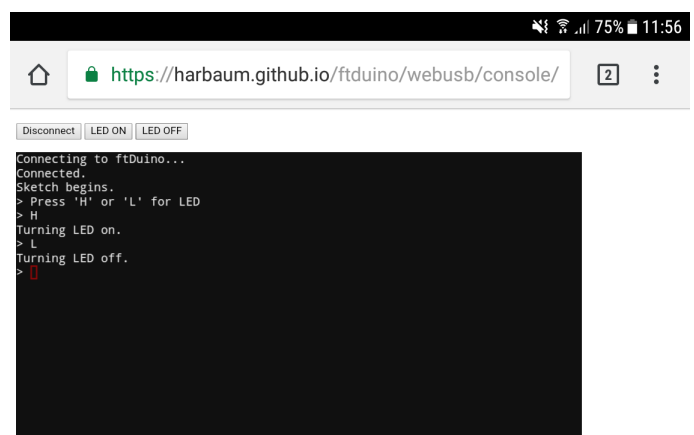 75% 11:56
https://harbaum.github.io/ftduino/webusb/console/ 2
Disconnect LED ON LED OFF
Connecting to ftDuino...
Connected.
Sketch begins.
> Press 'H' or 'L' for LED
> H
Turning LED on.
> L
Turning LED off.
>